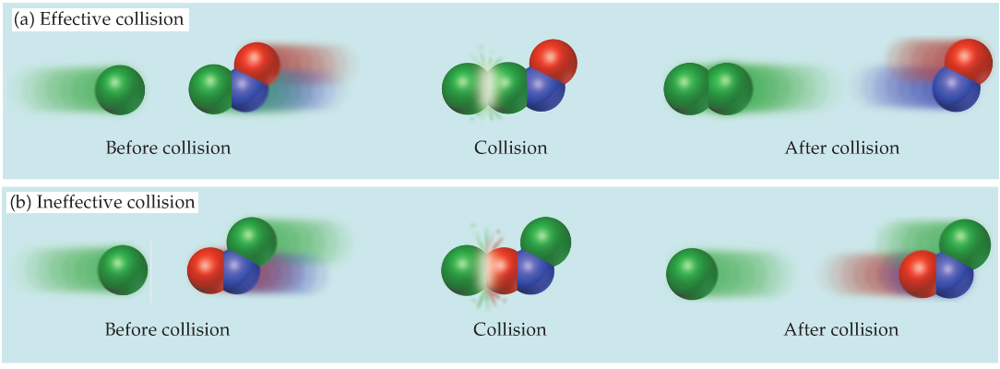 (a) Effective collision
Before collision
Collision
After collision
(b) Ineffective collision
Before collision
Collision
After collision